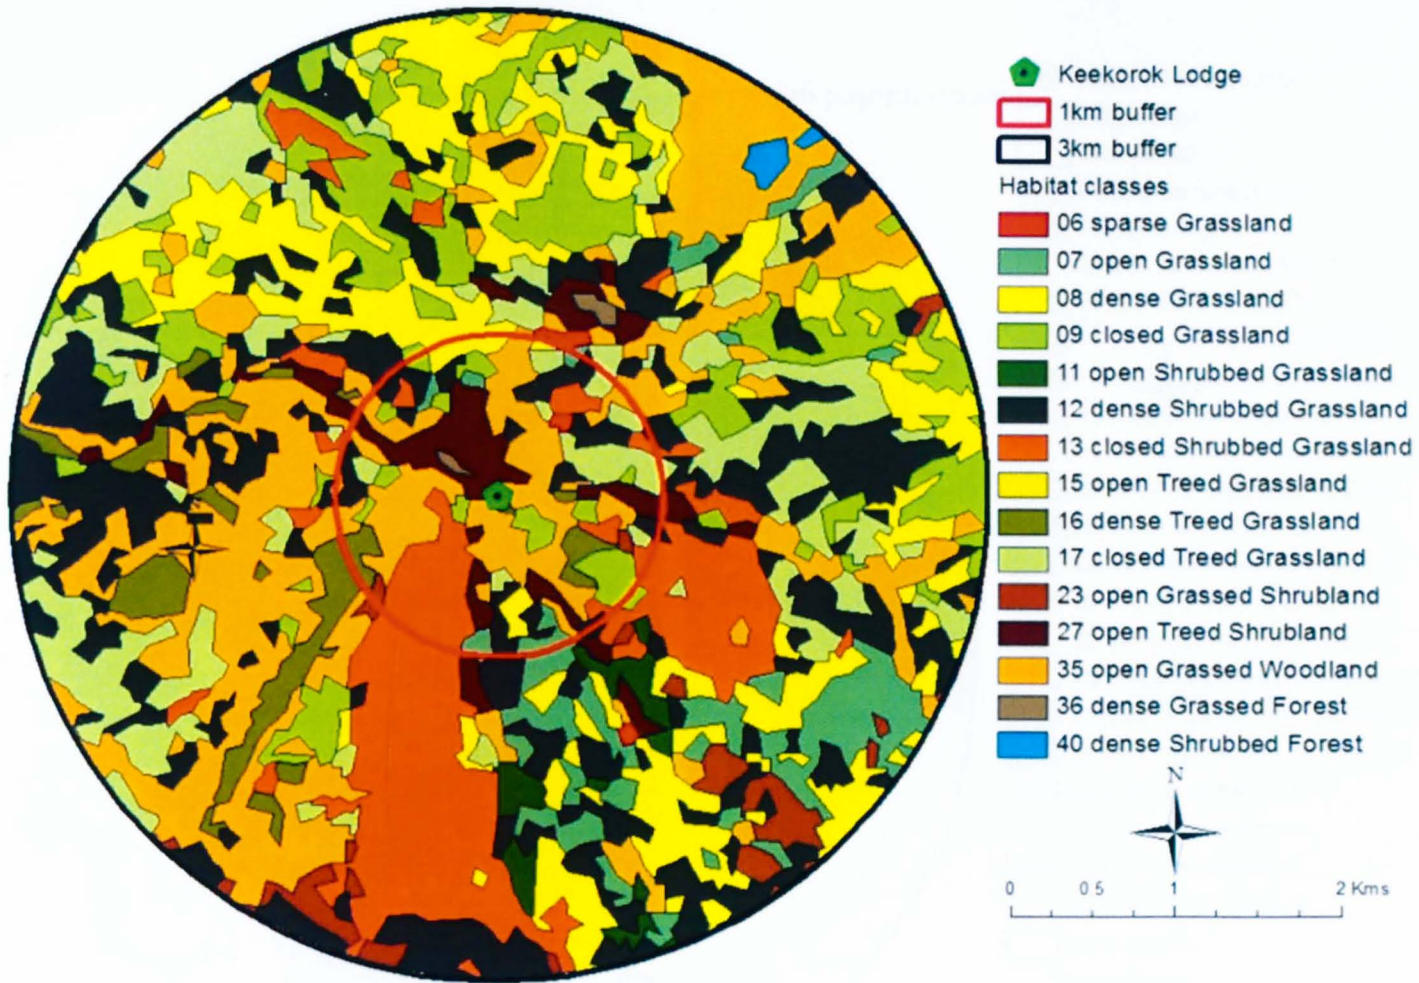 Keekorok Lodge
1km buffer
3km buffer
Habitat classes
06 sparse Grassland
07 open Grassland
08 dense Grassland
09 closed Grassland
11 open Shrubbed Grassland
12 dense Shrubbed Grassland
13 closed Shrubbed Grassland
15 open Treed Grassland
16 dense Treed Grassland
17 closed Treed Grassland
23 open Grassed Shrubland
27 open Treed Shrubland
35 open Grassed Woodland
36 dense Grassed Forest
40 dense Shrubbed Forest
N
0 0 5 1 2 Kms